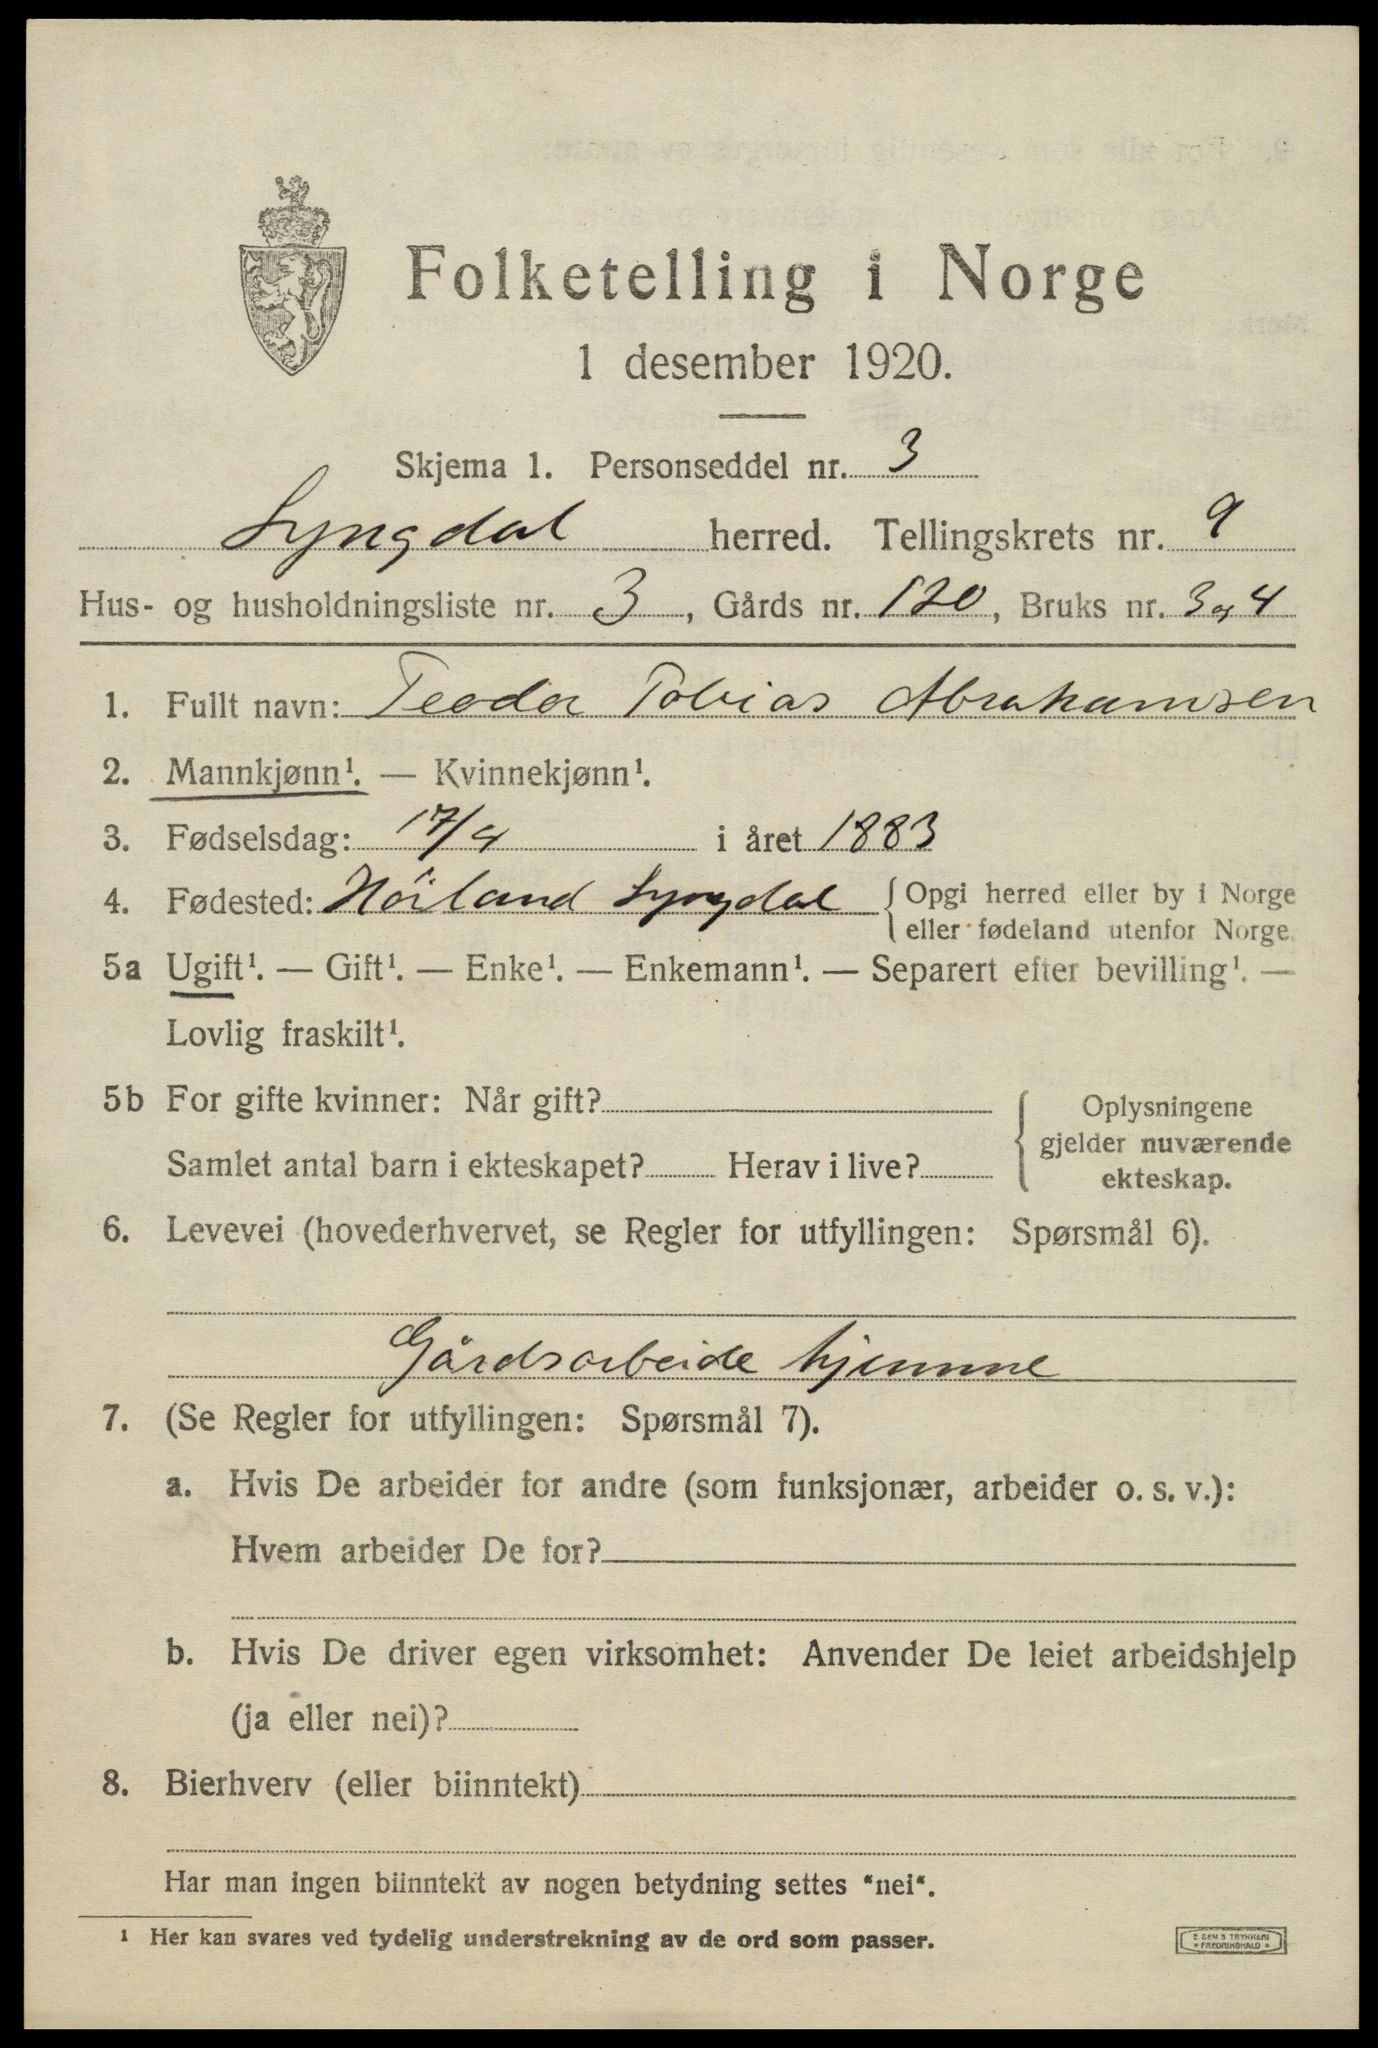 Folketelling i Norge
1 desember 1920.
Skjema 1. Personseddel nr. 3
Lyngdal herred. Tellingskrets nr. 9
Hus- og husholdningsliste nr. 3, Gårds nr. 120, Bruks nr. 3 og 4
1. Fullt navn: Teodor Tobias Abrahamsen
2. Mannkjønn¹. — Kvinnekjønn¹.
3. Fødselsdag: 17/9 i året 1883
4. Fødested: Höiland Lyngdal { Opgi herred eller by i Norge
eller fødeland utenfor Norge.
5a Ugift¹. — Gift¹. — Enke¹. — Enkemann¹. — Separert efter bevilling¹. —
Lovlig fraskilt¹.
5b For gifte kvinner: Når gift?
Samlet antal barn i ekteskapet? Herav i live?
{ Oplysningene
gjelder nuværende
ekteskap.
6. Levevei (hovederhvervet, se Regler for utfyllingen: Spørsmål 6).
Gårdsarbeide hjemme
7. (Se Regler for utfyllingen: Spørsmål 7).
a. Hvis De arbeider for andre (som funksjonær, arbeider o. s. v.):
Hvem arbeider De for?
b. Hvis De driver egen virksomhet: Anvender De leiet arbeidshjelp
(ja eller nei)?
8. Bierhverv (eller biinntekt)
Har man ingen biinntekt av nogen betydning settes "nei".
¹ Her kan svares ved tydelig understrekning av de ord som passer.
TRYKKERI
FREDRIKSHALD